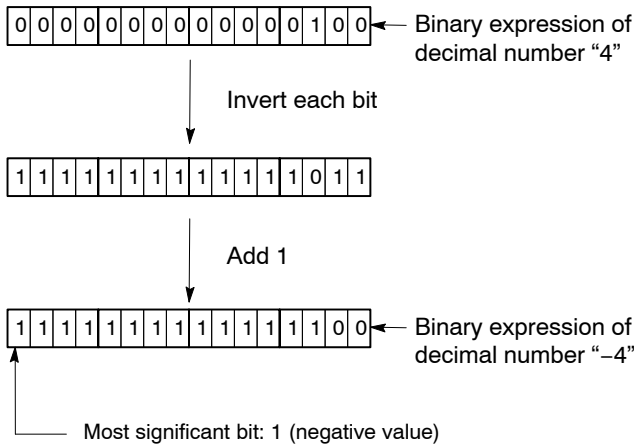 0 0 0 0 0 0 0 0 0 0 0 0 0 1 0 0
Binary expression of
decimal number “4”
Invert each bit
1 1 1 1 1 1 1 1 1 1 1 1 1 0 1 1
Add 1
1 1 1 1 1 1 1 1 1 1 1 1 1 1 0 0
Binary expression of
decimal number “−4”
Most significant bit: 1 (negative value)